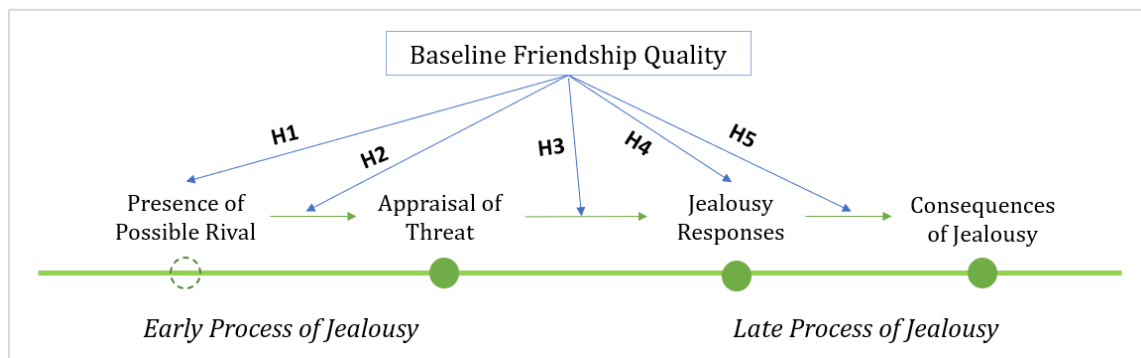 Baseline Friendship Quality
H1
H2
H3
H4
H5
Presence of
Possible Rival
Appraisal of
Threat
Jealousy
Responses
Consequences
of Jealousy
Early Process of Jealousy
Late Process of Jealousy